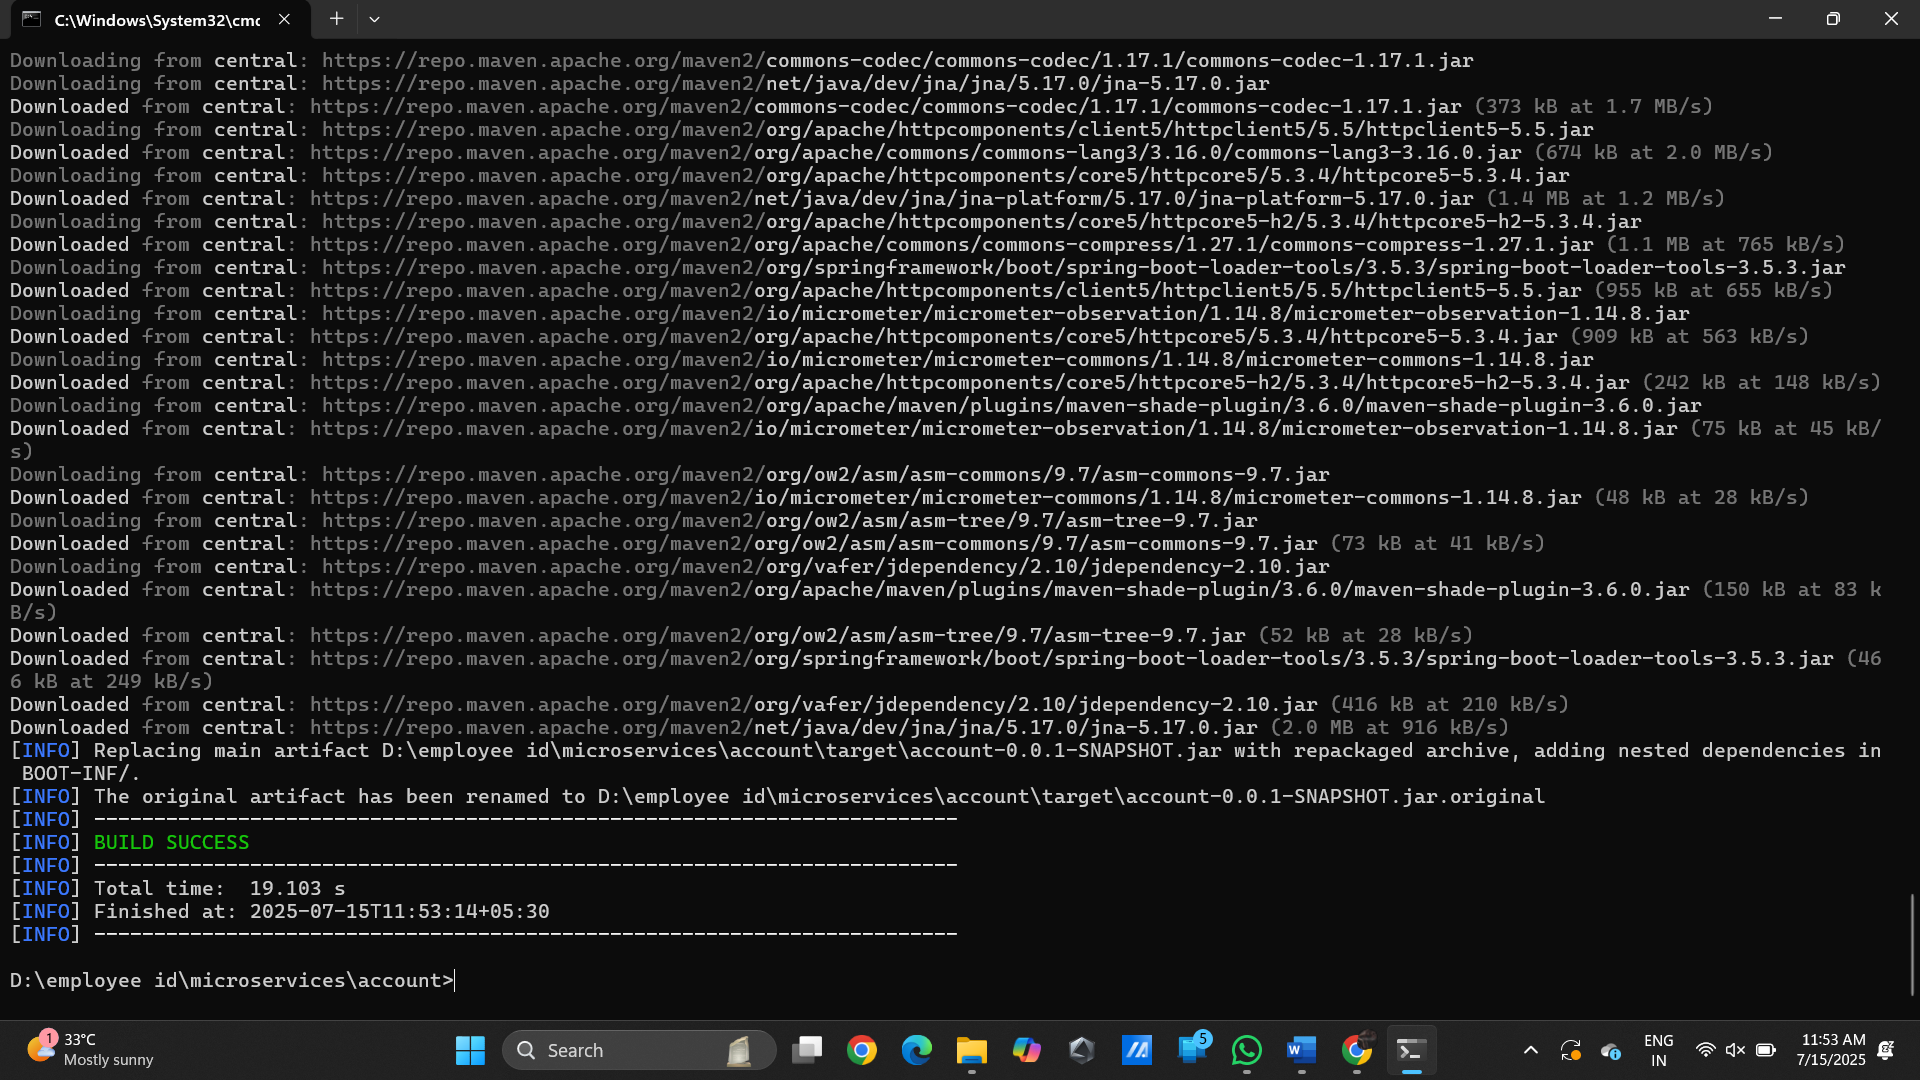 C:\Windows\System32\cmd
Downloading from central: https://repo.maven.apache.org/maven2/commons-codec/commons-codec/1.17.1/commons-codec-1.17.1.jar
Downloading from central: https://repo.maven.apache.org/maven2/net/java/dev/jna/jna/5.17.0/jna-5.17.0.jar
Downloaded from central: https://repo.maven.apache.org/maven2/commons-codec/commons-codec/1.17.1/commons-codec-1.17.1.jar (373 kB at 1.7 MB/s)
Downloading from central: https://repo.maven.apache.org/maven2/org/apache/httpcomponents/client5/httpclient5/5.5/httpclient5-5.5.jar
Downloaded from central: https://repo.maven.apache.org/maven2/org/apache/commons/commons-lang3/3.16.0/commons-lang3-3.16.0.jar (674 kB at 2.0 MB/s)
Downloading from central: https://repo.maven.apache.org/maven2/org/apache/httpcomponents/core5/httpcore5/5.3.4/httpcore5-5.3.4.jar
Downloaded from central: https://repo.maven.apache.org/maven2/net/java/dev/jna/jna-platform/5.17.0/jna-platform-5.17.0.jar (1.4 MB at 1.2 MB/s)
Downloading from central: https://repo.maven.apache.org/maven2/org/apache/httpcomponents/core5/httpcore5-h2/5.3.4/httpcore5-h2-5.3.4.jar
Downloaded from central: https://repo.maven.apache.org/maven2/org/apache/commons/commons-compress/1.27.1/commons-compress-1.27.1.jar (1.1 MB at 765 kB/s)
Downloading from central: https://repo.maven.apache.org/maven2/org/springframework/boot/spring-boot-loader-tools/3.5.3/spring-boot-loader-tools-3.5.3.jar
Downloaded from central: https://repo.maven.apache.org/maven2/org/apache/httpcomponents/client5/httpclient5/5.5/httpclient5-5.5.jar (955 kB at 655 kB/s)
Downloading from central: https://repo.maven.apache.org/maven2/io/micrometer/micrometer-observation/1.14.8/micrometer-observation-1.14.8.jar
Downloaded from central: https://repo.maven.apache.org/maven2/org/apache/httpcomponents/core5/httpcore5/5.3.4/httpcore5-5.3.4.jar (909 kB at 563 kB/s)
Downloading from central: https://repo.maven.apache.org/maven2/io/micrometer/micrometer-commons/1.14.8/micrometer-commons-1.14.8.jar
Downloaded from central: https://repo.maven.apache.org/maven2/org/apache/httpcomponents/core5/httpcore5-h2/5.3.4/httpcore5-h2-5.3.4.jar (242 kB at 148 kB/s)
Downloading from central: https://repo.maven.apache.org/maven2/org/apache/maven/plugins/maven-shade-plugin/3.6.0/maven-shade-plugin-3.6.0.jar
Downloaded from central: https://repo.maven.apache.org/maven2/io/micrometer/micrometer-observation/1.14.8/micrometer-observation-1.14.8.jar (75 kB at 45 kB/
s)
Downloading from central: https://repo.maven.apache.org/maven2/org/ow2/asm/asm-commons/9.7/asm-commons-9.7.jar
Downloaded from central: https://repo.maven.apache.org/maven2/io/micrometer/micrometer-commons/1.14.8/micrometer-commons-1.14.8.jar (48 kB at 28 kB/s)
Downloading from central: https://repo.maven.apache.org/maven2/org/ow2/asm/asm-tree/9.7/asm-tree-9.7.jar
Downloaded from central: https://repo.maven.apache.org/maven2/org/ow2/asm/asm-commons/9.7/asm-commons-9.7.jar (73 kB at 41 kB/s)
Downloading from central: https://repo.maven.apache.org/maven2/org/vafer/jdependency/2.10/jdependency-2.10.jar
Downloaded from central: https://repo.maven.apache.org/maven2/org/apache/maven/plugins/maven-shade-plugin/3.6.0/maven-shade-plugin-3.6.0.jar (150 kB at 83 k
B/s)
Downloaded from central: https://repo.maven.apache.org/maven2/org/ow2/asm/asm-tree/9.7/asm-tree-9.7.jar (52 kB at 28 kB/s)
Downloaded from central: https://repo.maven.apache.org/maven2/org/springframework/boot/spring-boot-loader-tools/3.5.3/spring-boot-loader-tools-3.5.3.jar (46
6 kB at 249 kB/s)
Downloaded from central: https://repo.maven.apache.org/maven2/org/vafer/jdependency/2.10/jdependency-2.10.jar (416 kB at 210 kB/s)
Downloaded from central: https://repo.maven.apache.org/maven2/net/java/dev/jna/jna/5.17.0/jna-5.17.0.jar (2.0 MB at 916 kB/s)
[INFO] Replacing main artifact D:\employee id\microservices\account\target\account-0.0.1-SNAPSHOT.jar with repackaged archive, adding nested dependencies in
BOOT-INF/.
[INFO] The original artifact has been renamed to D:\employee id\microservices\account\target\account-0.0.1-SNAPSHOT.jar.original
[INFO] ------------------------------------------------------------------------
[INFO] BUILD SUCCESS
[INFO] ------------------------------------------------------------------------
[INFO] Total time:  19.103 s
[INFO] Finished at: 2025-07-15T11:53:14+05:30
[INFO] ------------------------------------------------------------------------
D:\employee id\microservices\account>
1
33°C
Mostly sunny
Search
5
ENG
IN
11:53 AM
7/15/2025